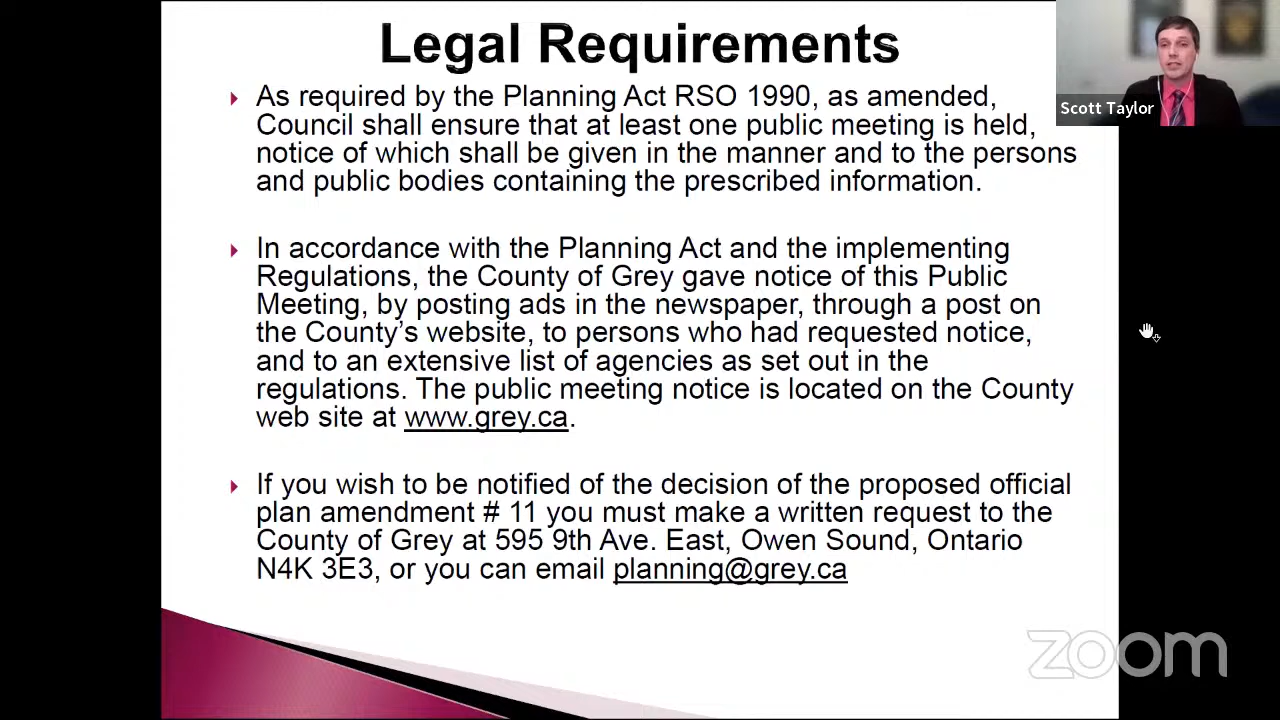 Legal Requirements
As required by the Planning Act RSO 1990, as amended,
Council shall ensure that at least one public meeting is held,
notice of which shall be given in the manner and to the persons
and public bodies containing the prescribed information.
In accordance with the Planning Act and the implementing
Regulations, the County of Grey gave notice of this Public
Meeting, by posting ads in the newspaper, through a post on
the County’s website, to persons who had requested notice,
and to an extensive list of agencies as set out in the
regulations. The public meeting notice is located on the County
web site at www.grey.ca.
If you wish to be notified of the decision of the proposed official
plan amendment # 11 you must make a written request to the
County of Grey at 595 9th Ave. East, Owen Sound, Ontario
N4K 3E3, or you can email planning@grey.ca
Scott Taylor
zoom